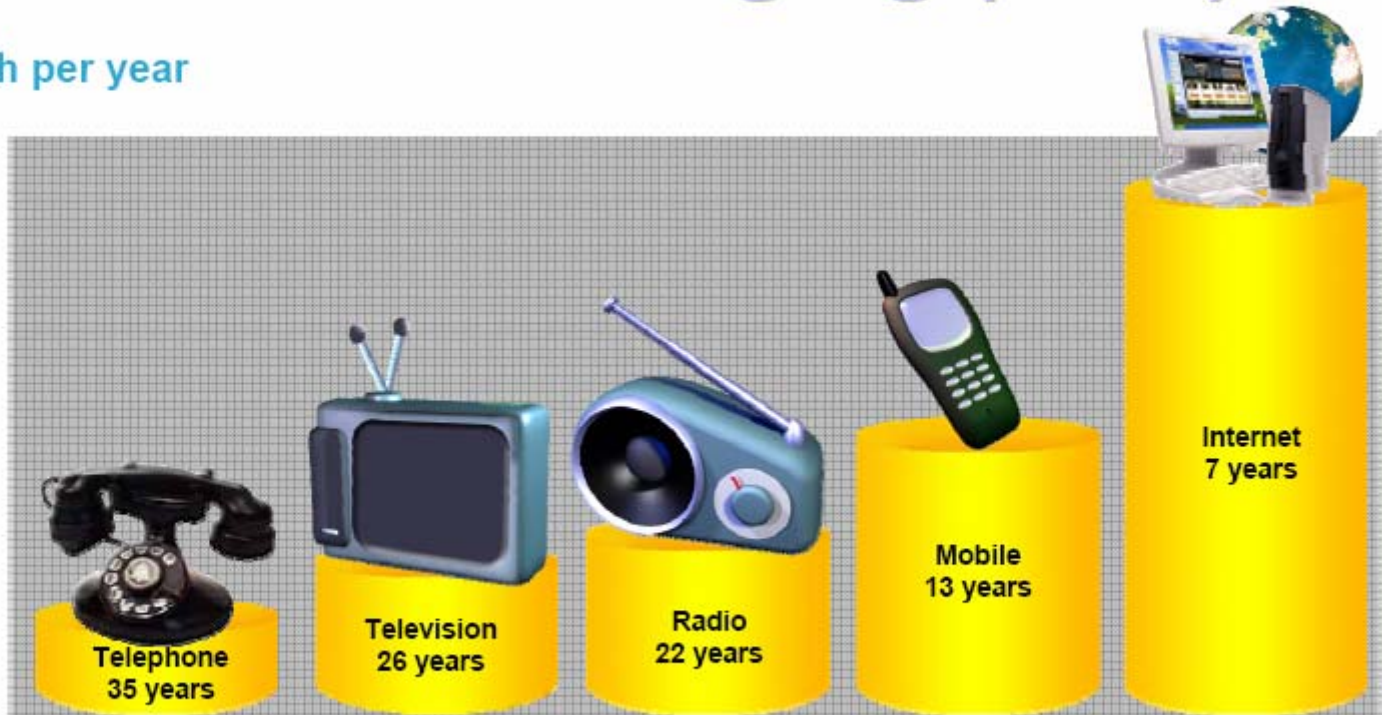 h per year
Telephone
35 years
Television
26 years
Radio
22 years
Mobile
13 years
Internet
7 years